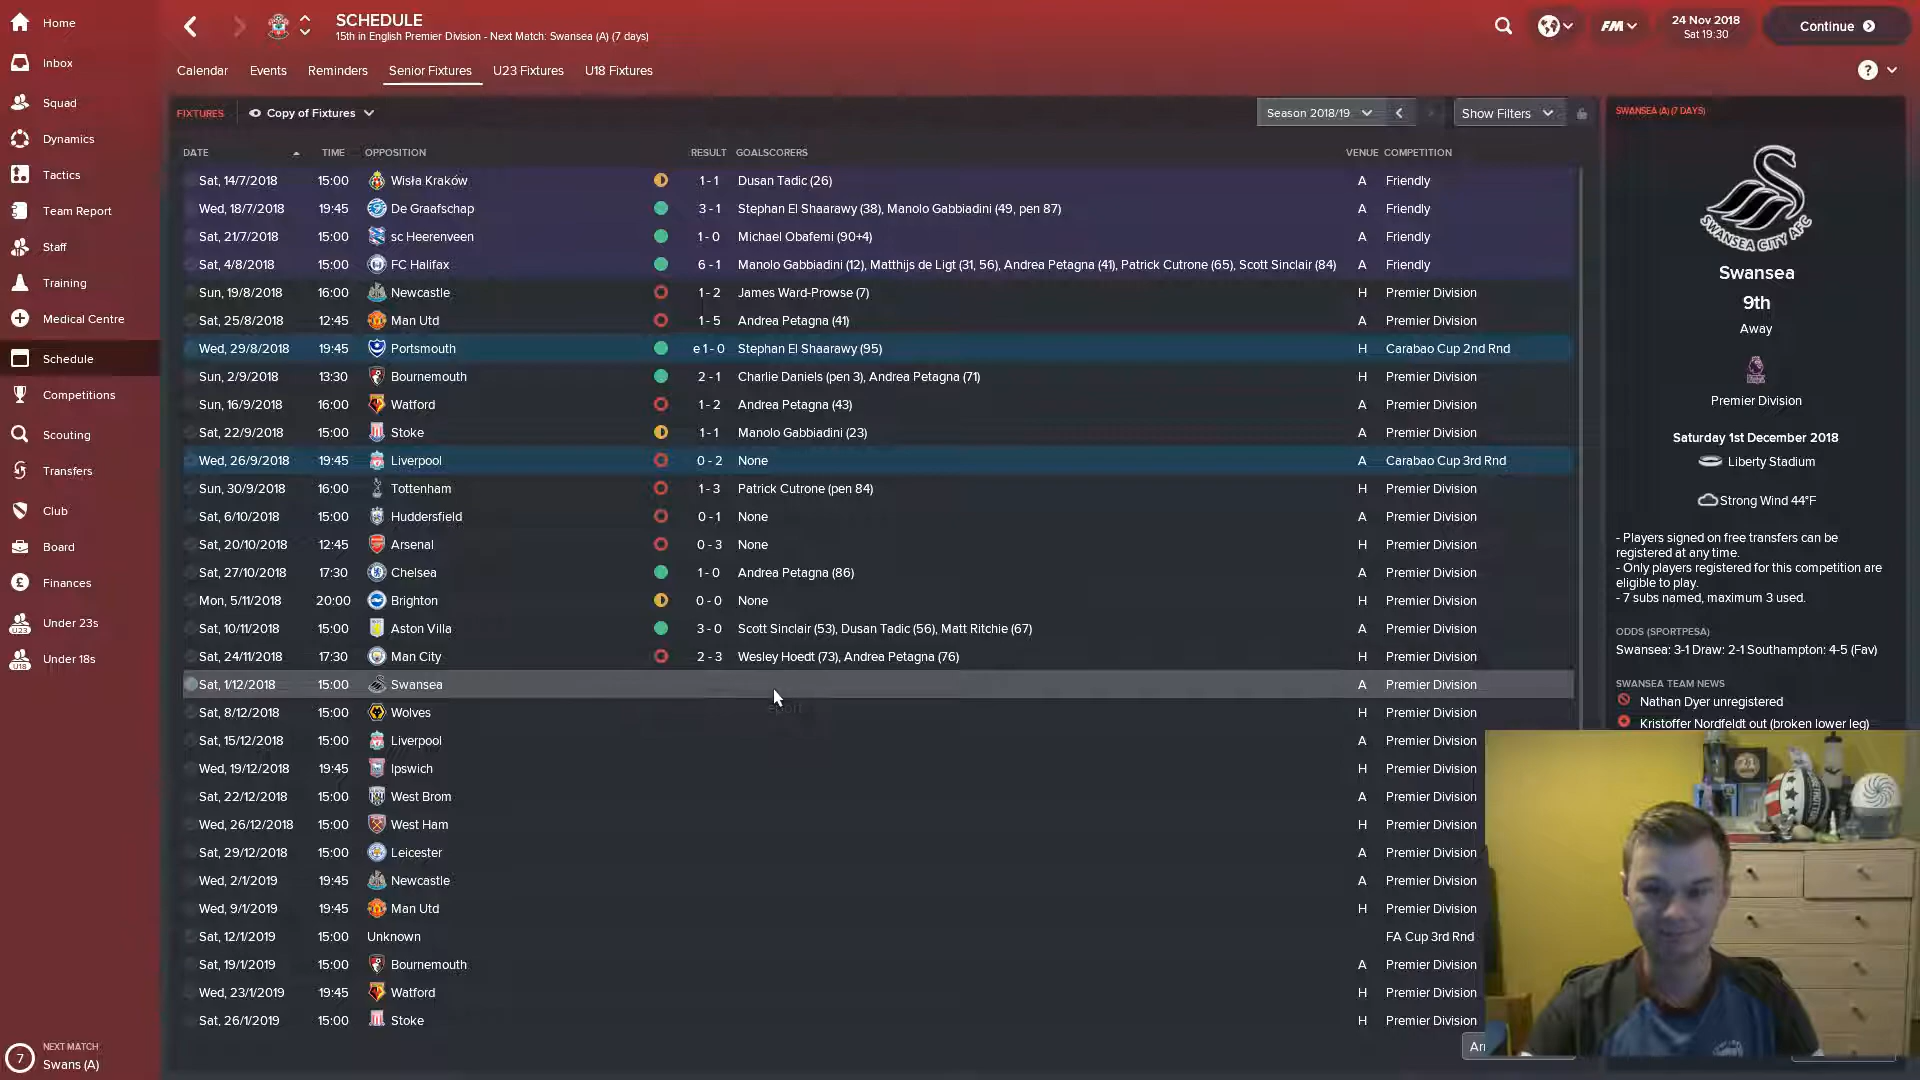 Home
Inbox
Squad
Dynamics
Tactics
Team Report
Staff
Training
Medical Centre
Schedule
Competitions
Scouting
Transfers
Club
Board
Finances
U23 Under 23s
U18 Under 18s
NEXT MATCH
7 Swans (A)
SCHEDULE
15th in English Premier Division - Next Match: Swansea (A) (7 days)
FM
24 Nov 2018
Sat 19:30
Continue
Calendar Events Reminders Senior Fixtures U23 Fixtures U18 Fixtures
?
FIXTURES Copy of Fixtures Season 2018/19 Show Filters
DATE TIME OPPOSITION RESULT GOALSCORERS VENUE COMPETITION
Sat, 14/7/2018 15:00 Wisła Kraków 1 - 1 Dusan Tadic (26) A Friendly
Wed, 18/7/2018 19:45 De Graafschap 3 - 1 Stephan El Shaarawy (38), Manolo Gabbiadini (49, pen 87) A Friendly
Sat, 21/7/2018 15:00 sc Heerenveen 1 - 0 Michael Obafemi (90+4) A Friendly
Sat, 4/8/2018 15:00 FC Halifax 6 - 1 Manolo Gabbiadini (12), Matthijs de Ligt (31, 56), Andrea Petagna (41), Patrick Cutrone (65), Scott Sinclair (84) A Friendly
Sun, 19/8/2018 16:00 Newcastle 1 - 2 James Ward-Prowse (7) H Premier Division
Sat, 25/8/2018 12:45 Man Utd 1 - 5 Andrea Petagna (41) A Premier Division
Wed, 29/8/2018 19:45 Portsmouth e 1 - 0 Stephan El Shaarawy (95) H Carabao Cup 2nd Rnd
Sun, 2/9/2018 13:30 Bournemouth 2 - 1 Charlie Daniels (pen 3), Andrea Petagna (71) H Premier Division
Sun, 16/9/2018 16:00 Watford 1 - 2 Andrea Petagna (43) A Premier Division
Sat, 22/9/2018 15:00 Stoke 1 - 1 Manolo Gabbiadini (23) A Premier Division
Wed, 26/9/2018 19:45 Liverpool 0 - 2 None A Carabao Cup 3rd Rnd
Sun, 30/9/2018 16:00 Tottenham 1 - 3 Patrick Cutrone (pen 84) H Premier Division
Sat, 6/10/2018 15:00 Huddersfield 0 - 1 None A Premier Division
Sat, 20/10/2018 12:45 Arsenal 0 - 3 None H Premier Division
Sat, 27/10/2018 17:30 Chelsea 1 - 0 Andrea Petagna (86) A Premier Division
Mon, 5/11/2018 20:00 Brighton 0 - 0 None H Premier Division
Sat, 10/11/2018 15:00 Aston Villa 3 - 0 Scott Sinclair (53), Dusan Tadic (56), Matt Ritchie (67) A Premier Division
Sat, 24/11/2018 17:30 Man City 2 - 3 Wesley Hoedt (73), Andrea Petagna (76) H Premier Division
Sat, 1/12/2018 15:00 Swansea A Premier Division
Sat, 8/12/2018 15:00 Wolves H Premier Division
Sat, 15/12/2018 15:00 Liverpool A Premier Division
Wed, 19/12/2018 19:45 Ipswich H Premier Division
Sat, 22/12/2018 15:00 West Brom A Premier Division
Wed, 26/12/2018 15:00 West Ham H Premier Division
Sat, 29/12/2018 15:00 Leicester A Premier Division
Wed, 2/1/2019 19:45 Newcastle A Premier Division
Wed, 9/1/2019 19:45 Man Utd H Premier Division
Sat, 12/1/2019 15:00 Unknown FA Cup 3rd Rnd
Sat, 19/1/2019 15:00 Bournemouth A Premier Division
Wed, 23/1/2019 19:45 Watford H Premier Division
Sat, 26/1/2019 15:00 Stoke H Premier Division
SWANSEA (A) (7 DAYS)
SWANSEA CITY AFC
Swansea
9th
Away
Premier Division
Saturday 1st December 2018
Liberty Stadium
Strong Wind 44°F
- Players signed on free transfers can be
registered at any time.
- Only players registered for this competition are
eligible to play.
- 7 subs named, maximum 3 used.
ODDS (SPORTPESA)
Swansea: 3-1 Draw: 2-1 Southampton: 4-5 (Fav)
SWANSEA TEAM NEWS
Nathan Dyer unregistered
Kristoffer Nordfeldt out (broken lower leg)